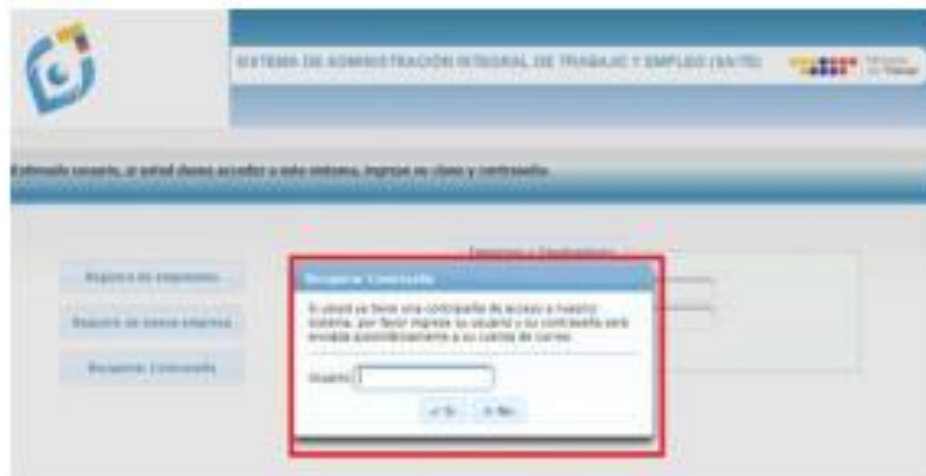 SISTEMA DE ADMINISTRACIÓN INTEGRAL DE TRABAJO Y EMPLEO (SAITE)
Ministerio
del Trabajo
Estimado usuario, si usted desea acceder a este sistema, ingrese su clave y contraseña.
Registro de empleados
Registro de nueva empresa
Recuperar Contraseña
Recuperar Contraseña
Si usted ya tiene una contraseña de acceso a nuestro
sistema, por favor ingrese su usuario y su contraseña será
enviada automáticamente a su cuenta de correo.
Usuario:
Si
No